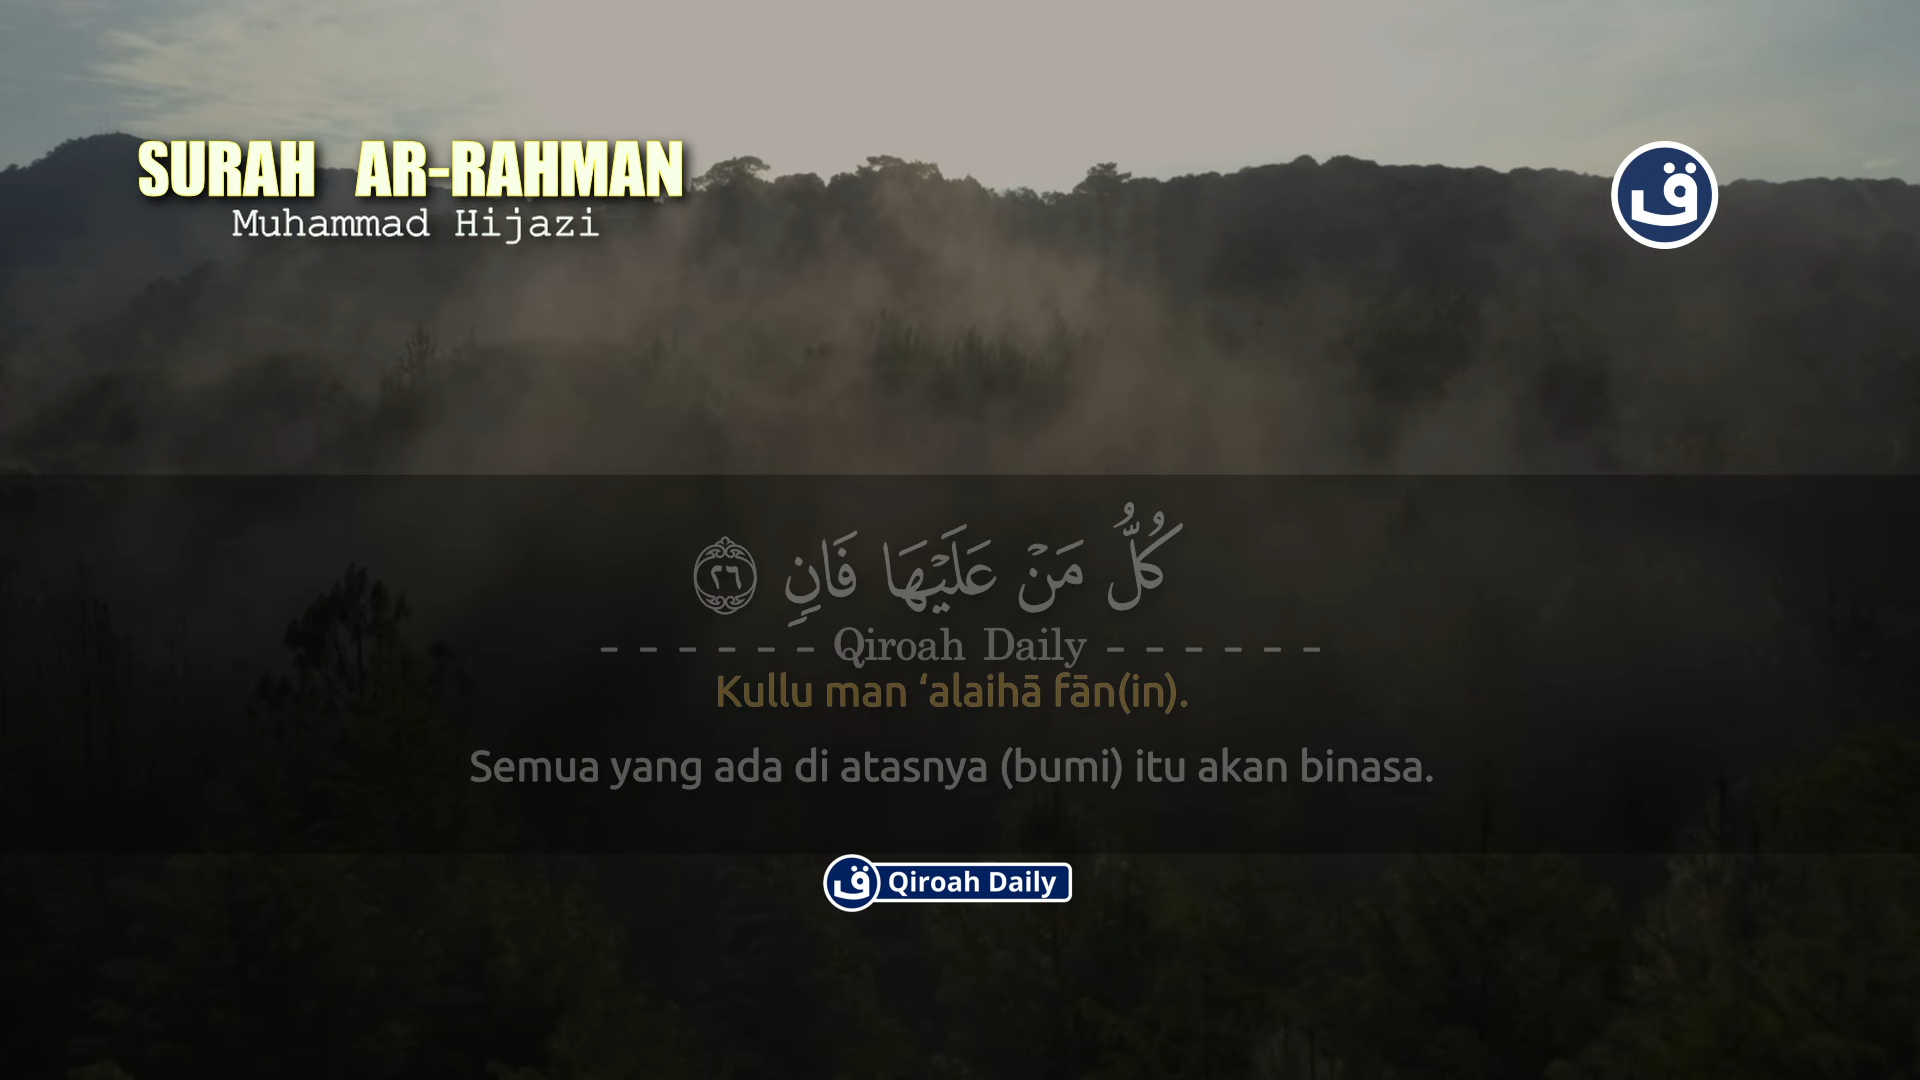 SURAH AR-RAHMAN
Muhammad Hijazi
ق
كُلُّ مَنْ عَلَيْهَا فَانٍ ۝٢٦
- - - - - - Qiroah Daily - - - - - -
Kullu man ‘alaihā fān(in).
Semua yang ada di atasnya (bumi) itu akan binasa.
ق Qiroah Daily